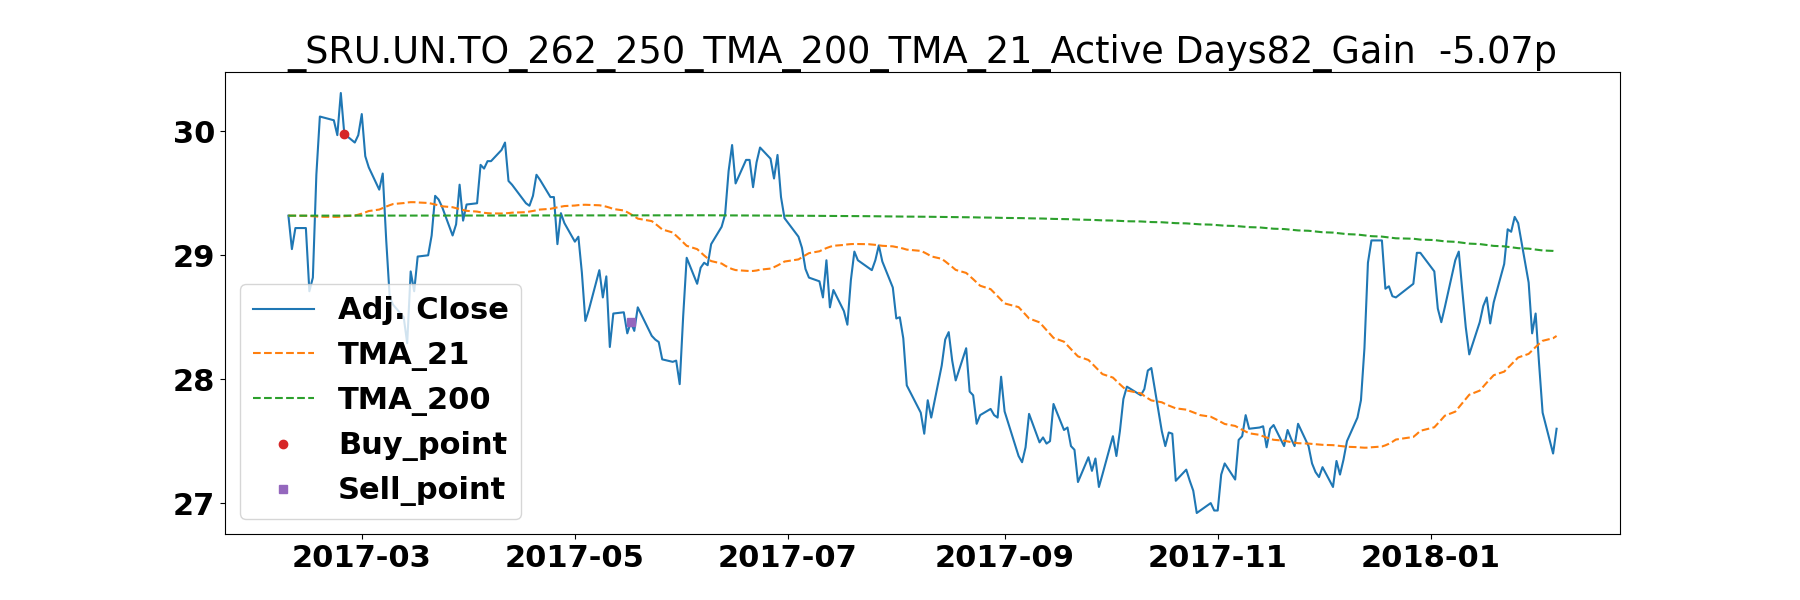 _SRU.UN.TO_262_250_TMA_200_TMA_21_Active Days82_Gain  -5.07p
30
29
28
27
Adj. Close
TMA_21
TMA_200
Buy_point
Sell_point
2017-03 2017-05 2017-07 2017-09 2017-11 2018-01